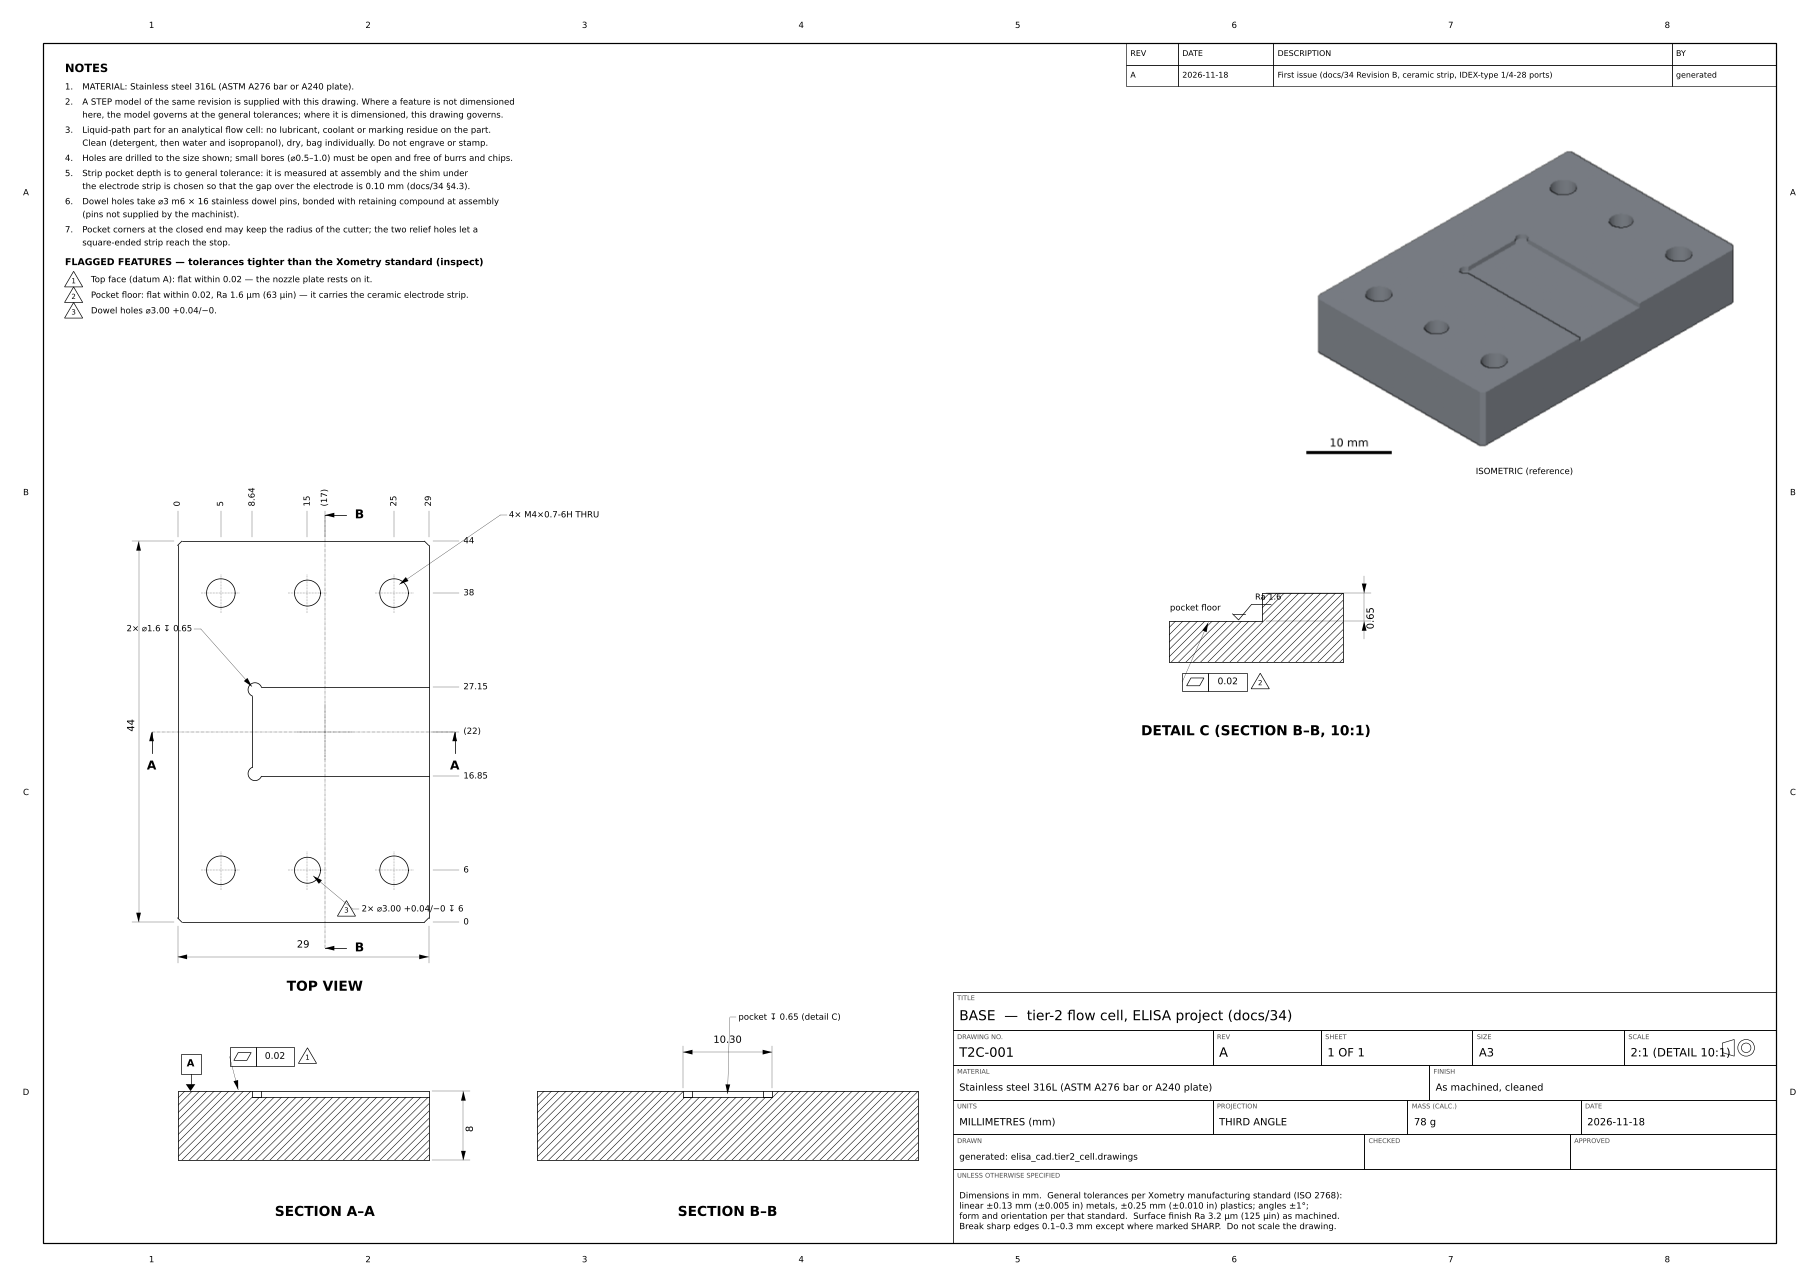 1 2 3 4 5 6 7 8
REV DATE DESCRIPTION BY
A 2026-11-18 First issue (docs/34 Revision B, ceramic strip, IDEX-type 1/4-28 ports) generated
NOTES
1. MATERIAL: Stainless steel 316L (ASTM A276 bar or A240 plate).
2. A STEP model of the same revision is supplied with this drawing. Where a feature is not dimensioned
here, the model governs at the general tolerances; where it is dimensioned, this drawing governs.
3. Liquid-path part for an analytical flow cell: no lubricant, coolant or marking residue on the part.
Clean (detergent, then water and isopropanol), dry, bag individually. Do not engrave or stamp.
4. Holes are drilled to the size shown; small bores (⌀0.5–1.0) must be open and free of burrs and chips.
5. Strip pocket depth is to general tolerance: it is measured at assembly and the shim under
the electrode strip is chosen so that the gap over the electrode is 0.10 mm (docs/34 §4.3).
6. Dowel holes take ⌀3 m6 × 16 stainless dowel pins, bonded with retaining compound at assembly
(pins not supplied by the machinist).
7. Pocket corners at the closed end may keep the radius of the cutter; the two relief holes let a
square-ended strip reach the stop.
FLAGGED FEATURES — tolerances tighter than the Xometry standard (inspect)
1 Top face (datum A): flat within 0.02 — the nozzle plate rests on it.
2 Pocket floor: flat within 0.02, Ra 1.6 µm (63 µin) — it carries the ceramic electrode strip.
3 Dowel holes ⌀3.00 +0.04/−0.
A A
10 mm
ISOMETRIC (reference)
B B
0 5 8.64 15 (17) 25 29
B
4× M4×0.7-6H THRU
44
38
2× ⌀1.6 ↧ 0.65
27.15
44
(22)
A A
16.85
6
3 2× ⌀3.00 +0.04/−0 ↧ 6
0
29
B
TOP VIEW
pocket floor
Ra 1.6
0.65
0.02 2
DETAIL C (SECTION B–B, 10:1)
C C
A
0.02 1
8
SECTION A–A
pocket ↧ 0.65 (detail C)
10.30
SECTION B–B
D D
TITLE
BASE — tier-2 flow cell, ELISA project (docs/34)
DRAWING NO. REV SHEET SIZE SCALE
T2C-001 A 1 OF 1 A3 2:1 (DETAIL 10:1)
MATERIAL FINISH
Stainless steel 316L (ASTM A276 bar or A240 plate) As machined, cleaned
UNITS PROJECTION MASS (CALC.) DATE
MILLIMETRES (mm) THIRD ANGLE 78 g 2026-11-18
DRAWN CHECKED APPROVED
generated: elisa_cad.tier2_cell.drawings
UNLESS OTHERWISE SPECIFIED
Dimensions in mm. General tolerances per Xometry manufacturing standard (ISO 2768):
linear ±0.13 mm (±0.005 in) metals, ±0.25 mm (±0.010 in) plastics; angles ±1°;
form and orientation per that standard. Surface finish Ra 3.2 µm (125 µin) as machined.
Break sharp edges 0.1–0.3 mm except where marked SHARP. Do not scale the drawing.
1 2 3 4 5 6 7 8